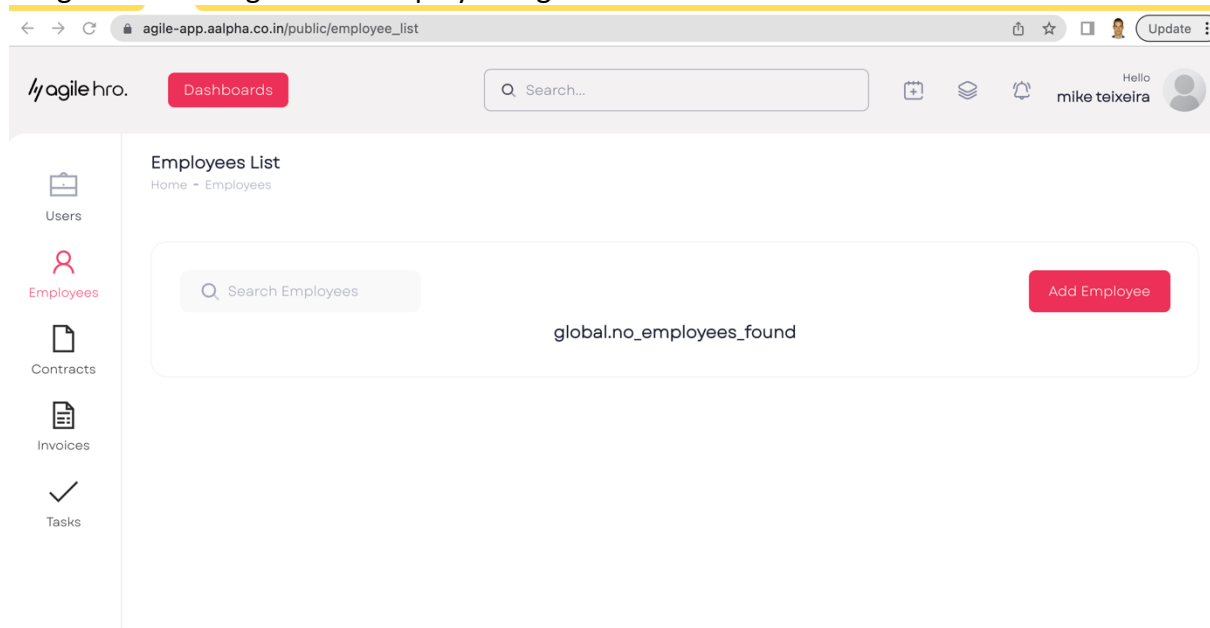 agile-app.aalpha.co.in/public/employee_list
Update
agile hro.
Dashboards
Search...
Hello
mike teixeira
Employees List
Home - Employees
Users
Employees
Contracts
Invoices
Tasks
Search Employees
Add Employee
global.no_employees_found